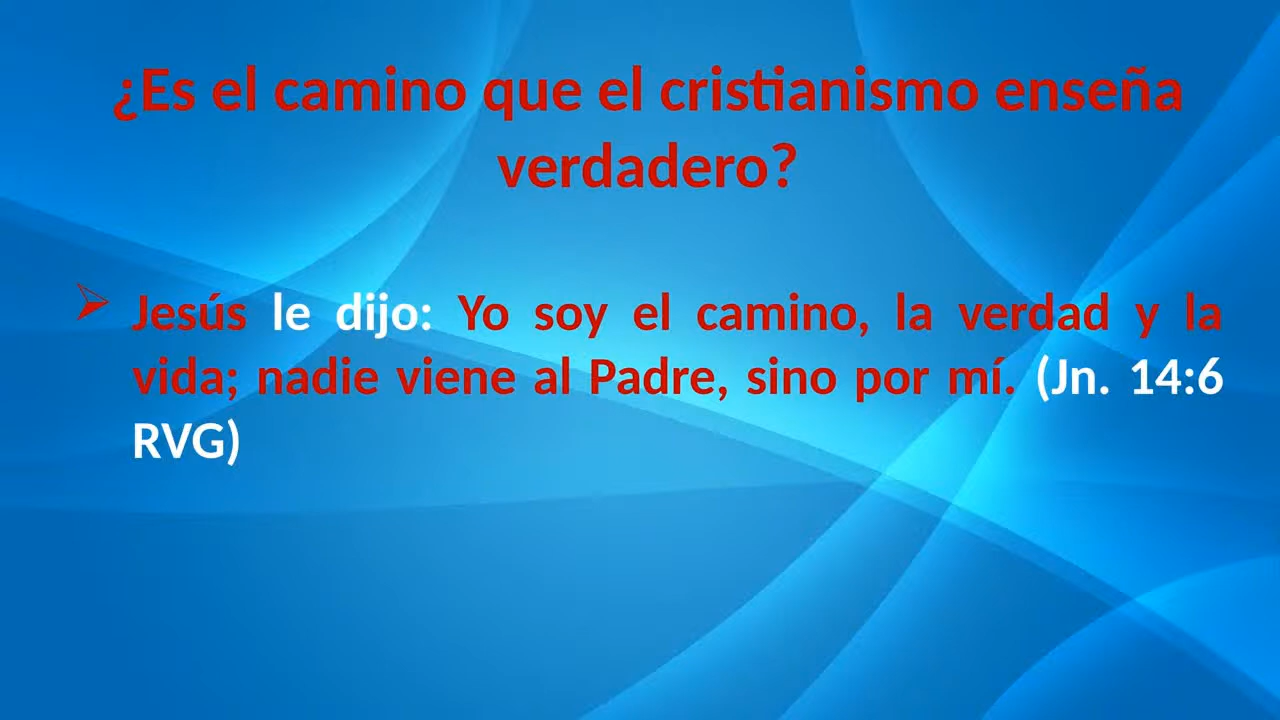 ¿Es el camino que el cristianismo enseña
verdadero?
➢ Jesús le dijo: Yo soy el camino, la verdad y la
vida; nadie viene al Padre, sino por mí. (Jn. 14:6
RVG)